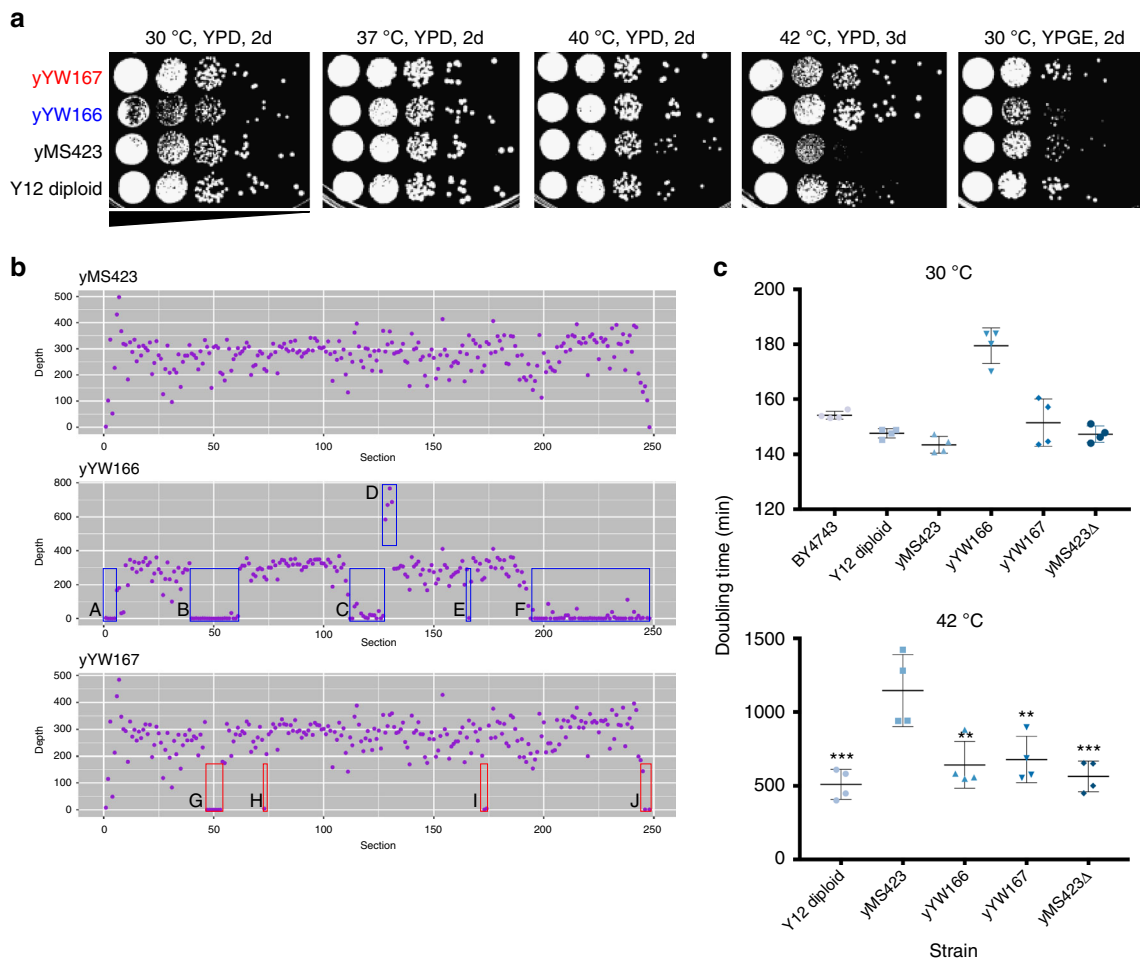 a
30 °C, YPD, 2d
37 °C, YPD, 2d
40 °C, YPD, 2d
42 °C, YPD, 3d
30 °C, YPGE, 2d
yYW167
yYW166
yMS423
Y12 diploid
b
yMS423
500
400
300
200
100
0
Depth
0
50
100
150
200
250
Section
yYW166
800
600
400
200
0
Depth
A
B
C
D
E
F
0
50
100
150
200
250
Section
yYW167
500
400
300
200
100
0
Depth
G
H
I
J
0
50
100
150
200
250
Section
c
30 °C
200
180
160
140
120
BY4743
Y12 diploid
yMS423
yYW166
yYW167
yMS423Δ
Doubling time (min)
42 °C
1500
1000
500
0
***
**
**
***
Y12 diploid
yMS423
yYW166
yYW167
yMS423Δ
Strain